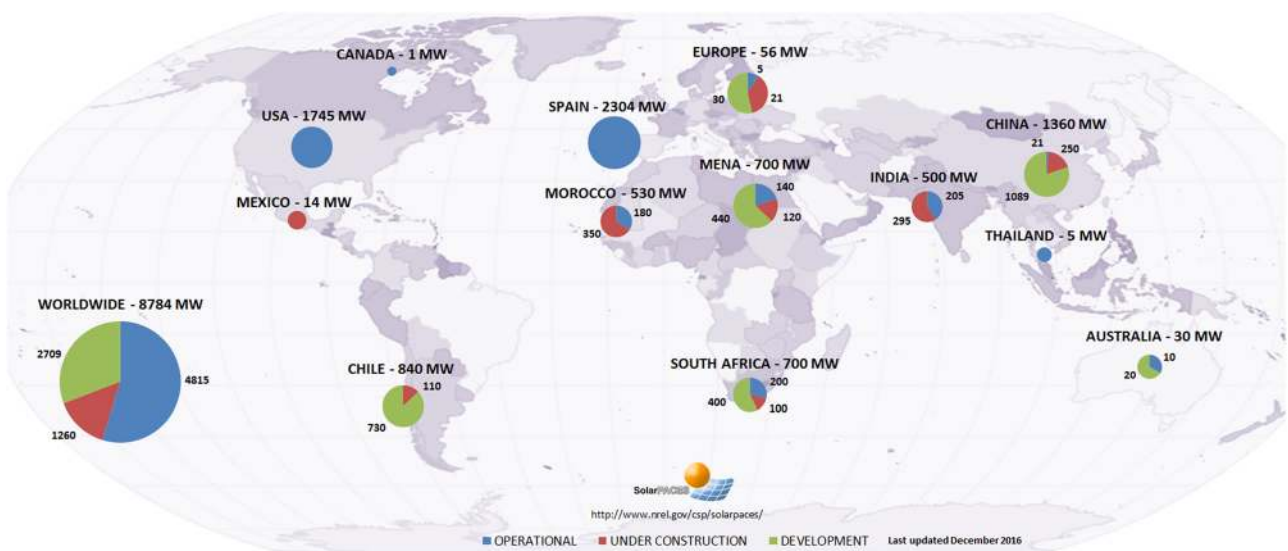 CANADA - 1 MW
EUROPE - 56 MW
5
30
21
USA - 1745 MW
SPAIN - 2304 MW
CHINA - 1360 MW
21
250
1089
MENA - 700 MW
140
440
120
INDIA - 500 MW
205
295
MEXICO - 14 MW
MOROCCO - 530 MW
180
350
THAILAND - 5 MW
WORLDWIDE - 8784 MW
2709
4815
1260
CHILE - 840 MW
110
730
SOUTH AFRICA - 700 MW
200
400
100
AUSTRALIA - 30 MW
10
20
SolarPACES
http://www.nrel.gov/csp/solarpaces/
OPERATIONAL UNDER CONSTRUCTION DEVELOPMENT Last updated December 2016